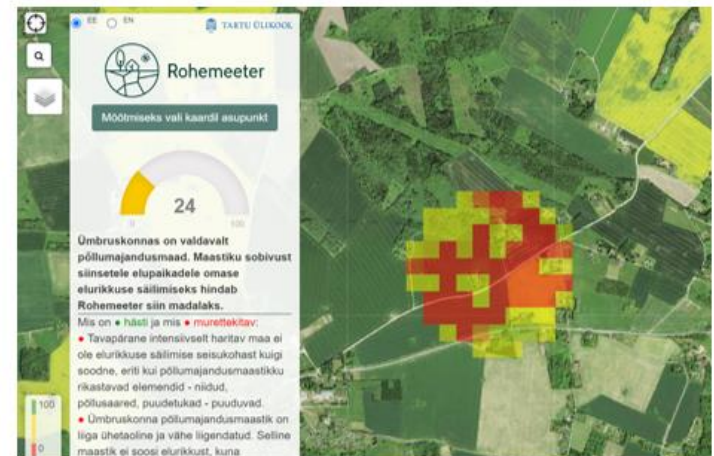 EE EN TARTU ÜLIKOOL
Rohemeeter
Mõõtmiseks vali kaardil asupunkt
24
0 100
Ümbruskonnas on valdavalt
põllumajandusmaad. Maastiku sobivust
siinsetele elupaikadele omase
elurikkuse säilimiseks hindab
Rohemeeter siin madalaks.
Mis on ● hästi ja mis ● murettekitav:
● Tavapärane intensiivselt haritav maa ei
ole elurikkuse säilimise seisukohast kuigi
soodne, eriti kui põllumajandusmaastikku
rikastavad elemendid - niidud,
põllusaared, puudetukad - puuduvad.
● Ümbruskonna põllumajandusmaastik on
liiga ühetaoline ja vähe liigendatud. Selline
maastik ei soosi elurikkust, kuna
100
0